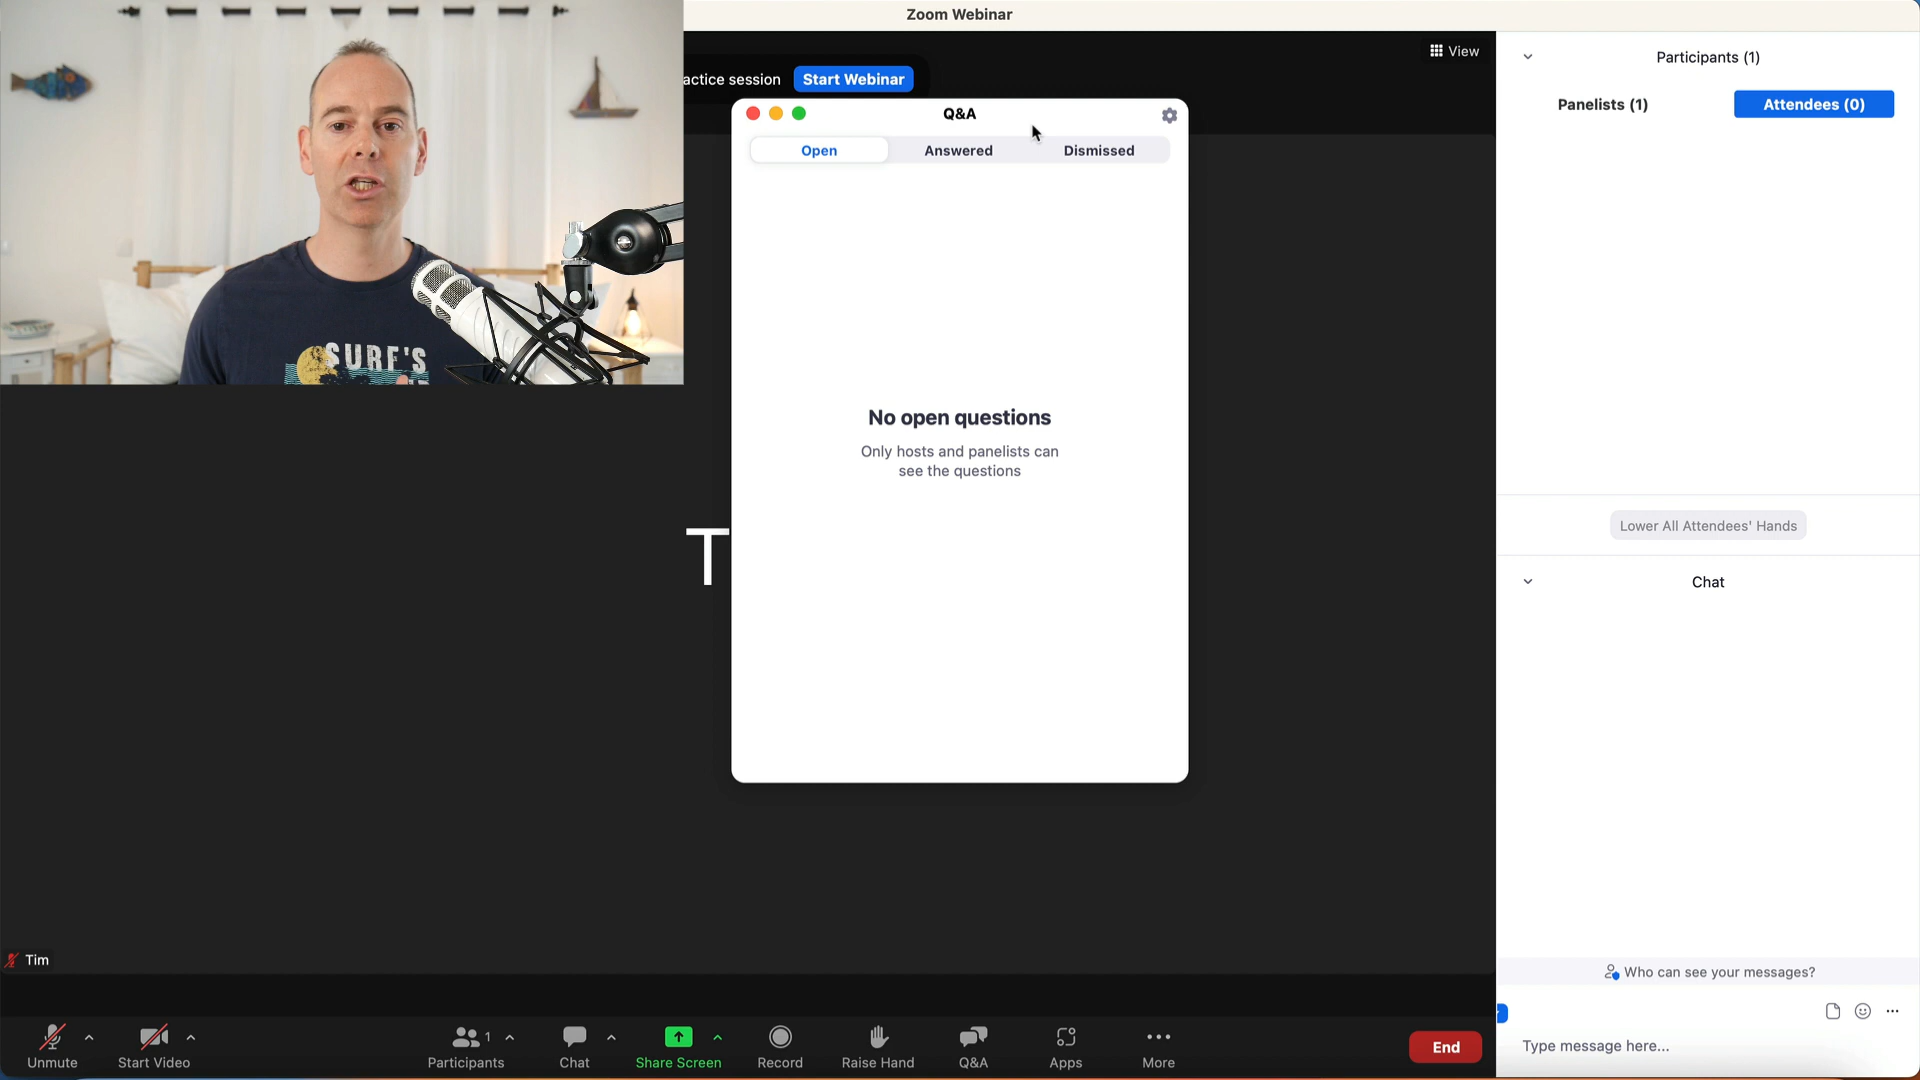 Zoom Webinar
View
actice session
Start Webinar
Participants (1)
Panelists (1)
Attendees (0)
Q&A
Open
Answered
Dismissed
SURF'S
No open questions
Only hosts and panelists can
see the questions
T
Lower All Attendees' Hands
Chat
Tim
Who can see your messages?
Type message here...
Unmute
Start Video
1
Participants
Chat
Share Screen
Record
Raise Hand
Q&A
Apps
More
End